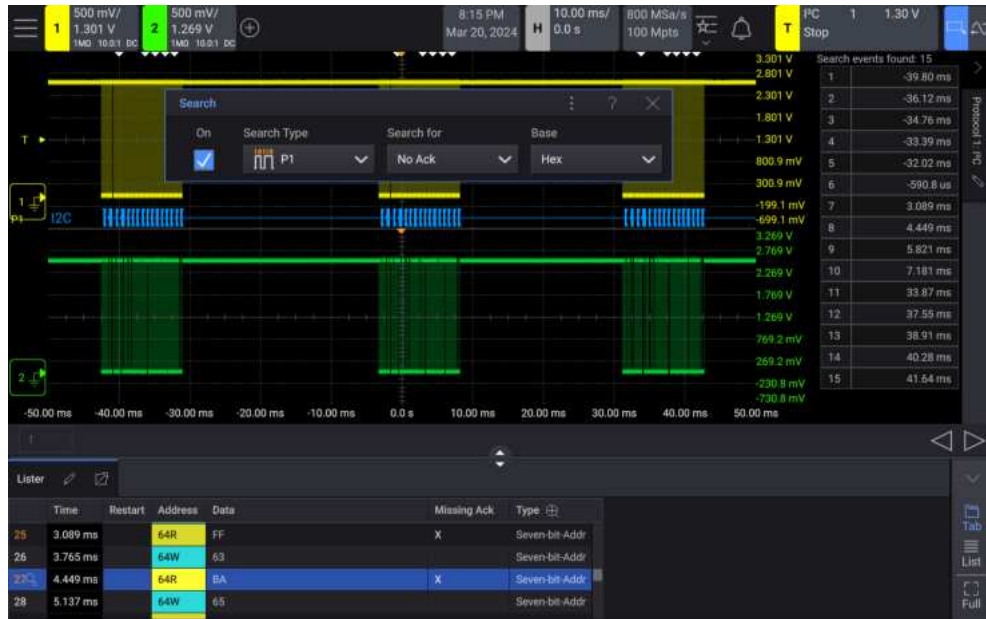 1 500 mV/ 1.301 V 1MΩ 10.0:1 DC
2 500 mV/ 1.269 V 1MΩ 10.0:1 DC
8:15 PM
Mar 20, 2024
H 10.00 ms/ 0.0 s
800 MSa/s
100 Mpts
T I²C 1 1.30 V
Stop
Search
On Search Type Search for Base
P1 No Ack Hex
3.301 V
2.801 V
2.301 V
1.801 V
1.301 V
800.9 mV
300.9 mV
-199.1 mV
-699.1 mV
3.269 V
2.769 V
2.269 V
1.769 V
1.269 V
769.2 mV
269.2 mV
-230.8 mV
-730.8 mV
T
1
P1 I2C
2
-50.00 ms -40.00 ms -30.00 ms -20.00 ms -10.00 ms 0.0 s 10.00 ms 20.00 ms 30.00 ms 40.00 ms 50.00 ms
Search events found: 15
1 -39.80 ms
2 -36.12 ms
3 -34.76 ms
4 -33.39 ms
5 -32.02 ms
6 -590.8 us
7 3.089 ms
8 4.449 ms
9 5.821 ms
10 7.181 ms
11 33.87 ms
12 37.55 ms
13 38.91 ms
14 40.28 ms
15 41.64 ms
Protocol 1: I²C
Lister
Time Restart Address Data Missing Ack Type
25 3.089 ms 64R FF X Seven-bit-Addr
26 3.765 ms 64W 63 Seven-bit-Addr
27 4.449 ms 64R BA X Seven-bit-Addr
28 5.137 ms 64W 65 Seven-bit-Addr
Tab
List
Full